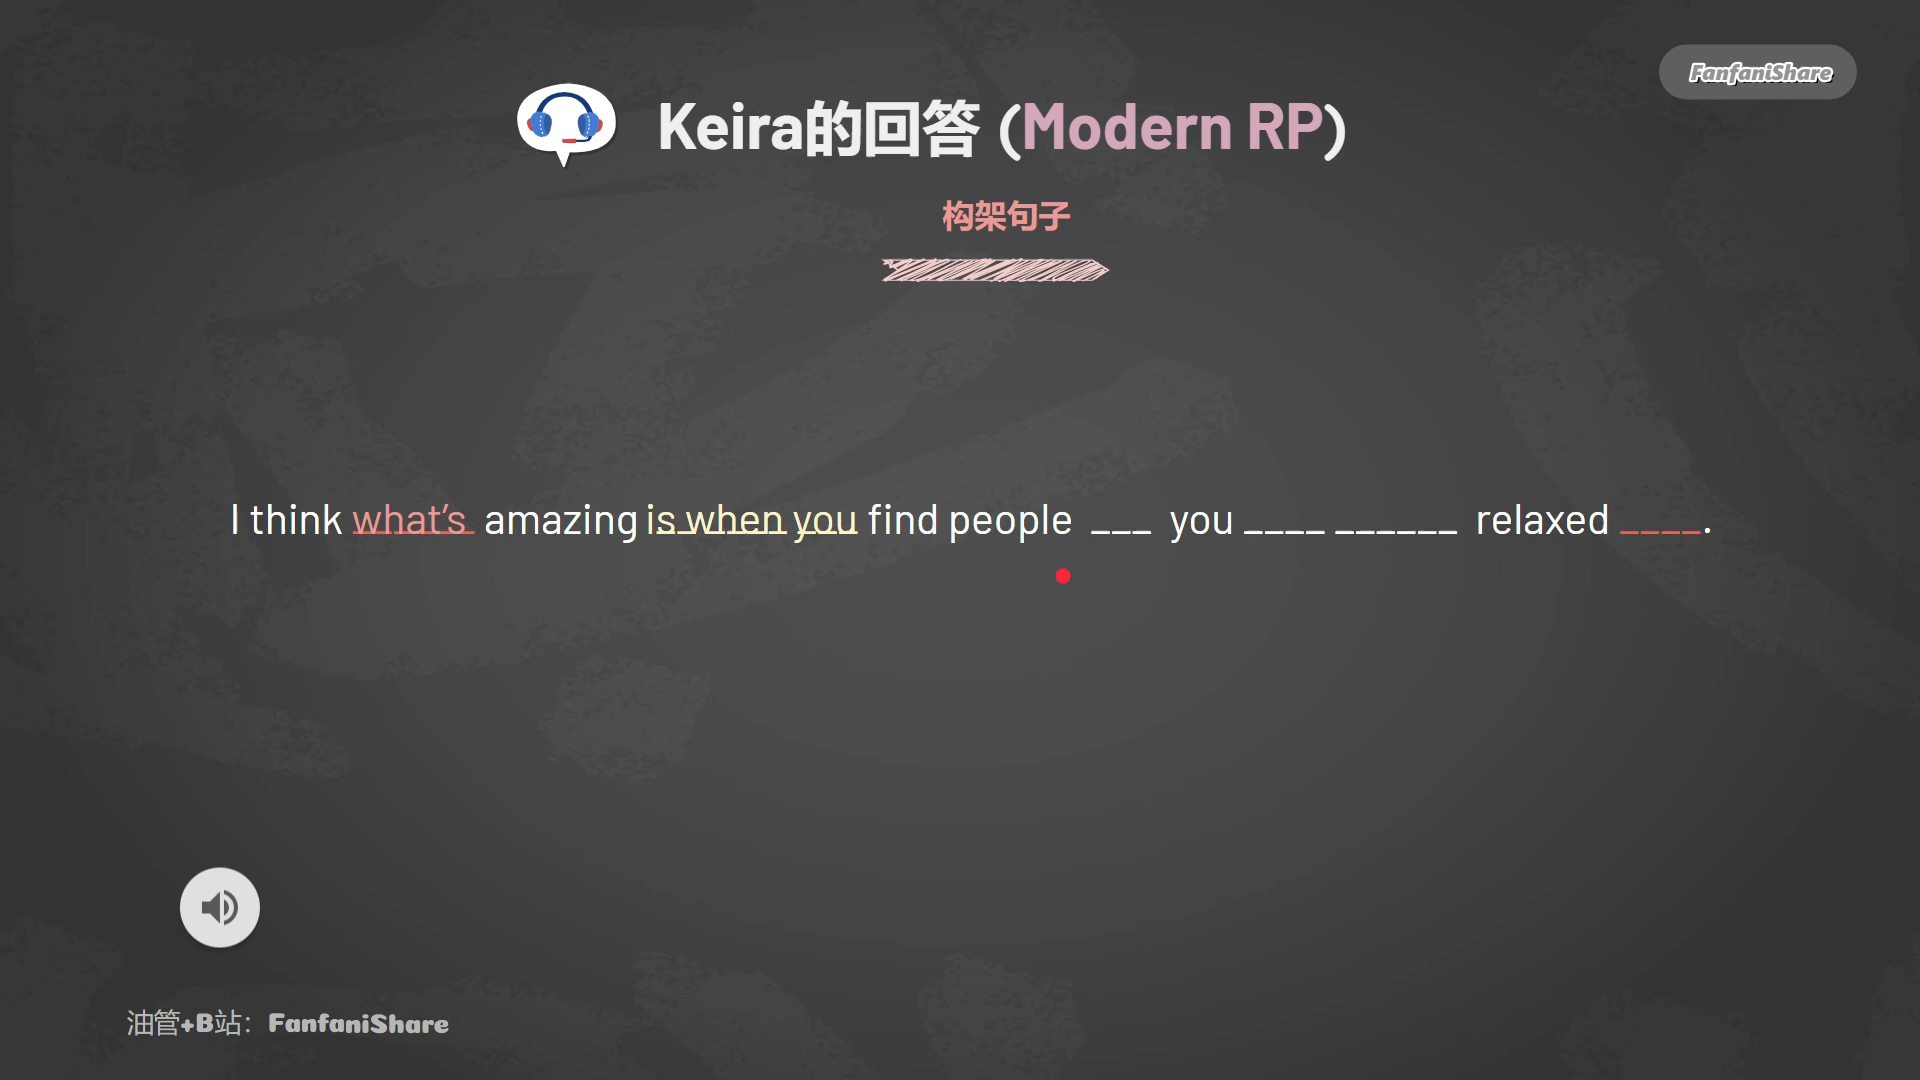 FanfaniShare
Keira的回答 (Modern RP)
构架句子
I think what's amazing is when you find people ___ you ____ ______ relaxed ____.
油管+B站：FanfaniShare